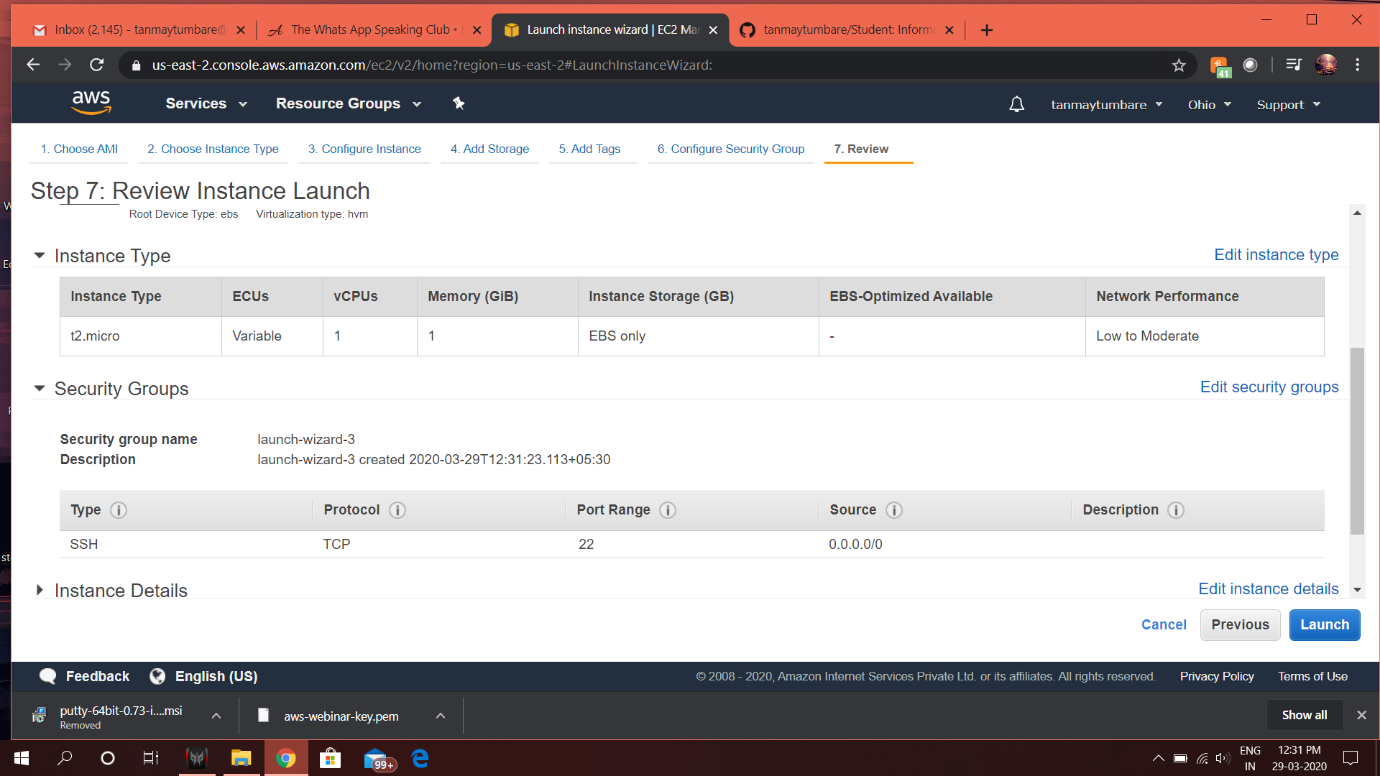 Inbox (2,145) - tanmaytumbare@
The Whats App Speaking Club •
Launch instance wizard | EC2 Ma
tanmaytumbare/Student: Informa
us-east-2.console.aws.amazon.com/ec2/v2/home?region=us-east-2#LaunchInstanceWizard:
41
aws Services Resource Groups tanmaytumbare Ohio Support
1. Choose AMI 2. Choose Instance Type 3. Configure Instance 4. Add Storage 5. Add Tags 6. Configure Security Group 7. Review
Step 7: Review Instance Launch
Root Device Type: ebs Virtualization type: hvm
Instance Type Edit instance type
Instance Type ECUs vCPUs Memory (GiB) Instance Storage (GB) EBS-Optimized Available Network Performance
t2.micro Variable 1 1 EBS only - Low to Moderate
Security Groups Edit security groups
Security group name launch-wizard-3
Description launch-wizard-3 created 2020-03-29T12:31:23.113+05:30
Type Protocol Port Range Source Description
SSH TCP 22 0.0.0.0/0
Instance Details Edit instance details
Cancel Previous Launch
Feedback English (US) © 2008 - 2020, Amazon Internet Services Private Ltd. or its affiliates. All rights reserved. Privacy Policy Terms of Use
putty-64bit-0.73-i....msi
Removed
aws-webinar-key.pem
Show all
99+
ENG
IN
12:31 PM
29-03-2020